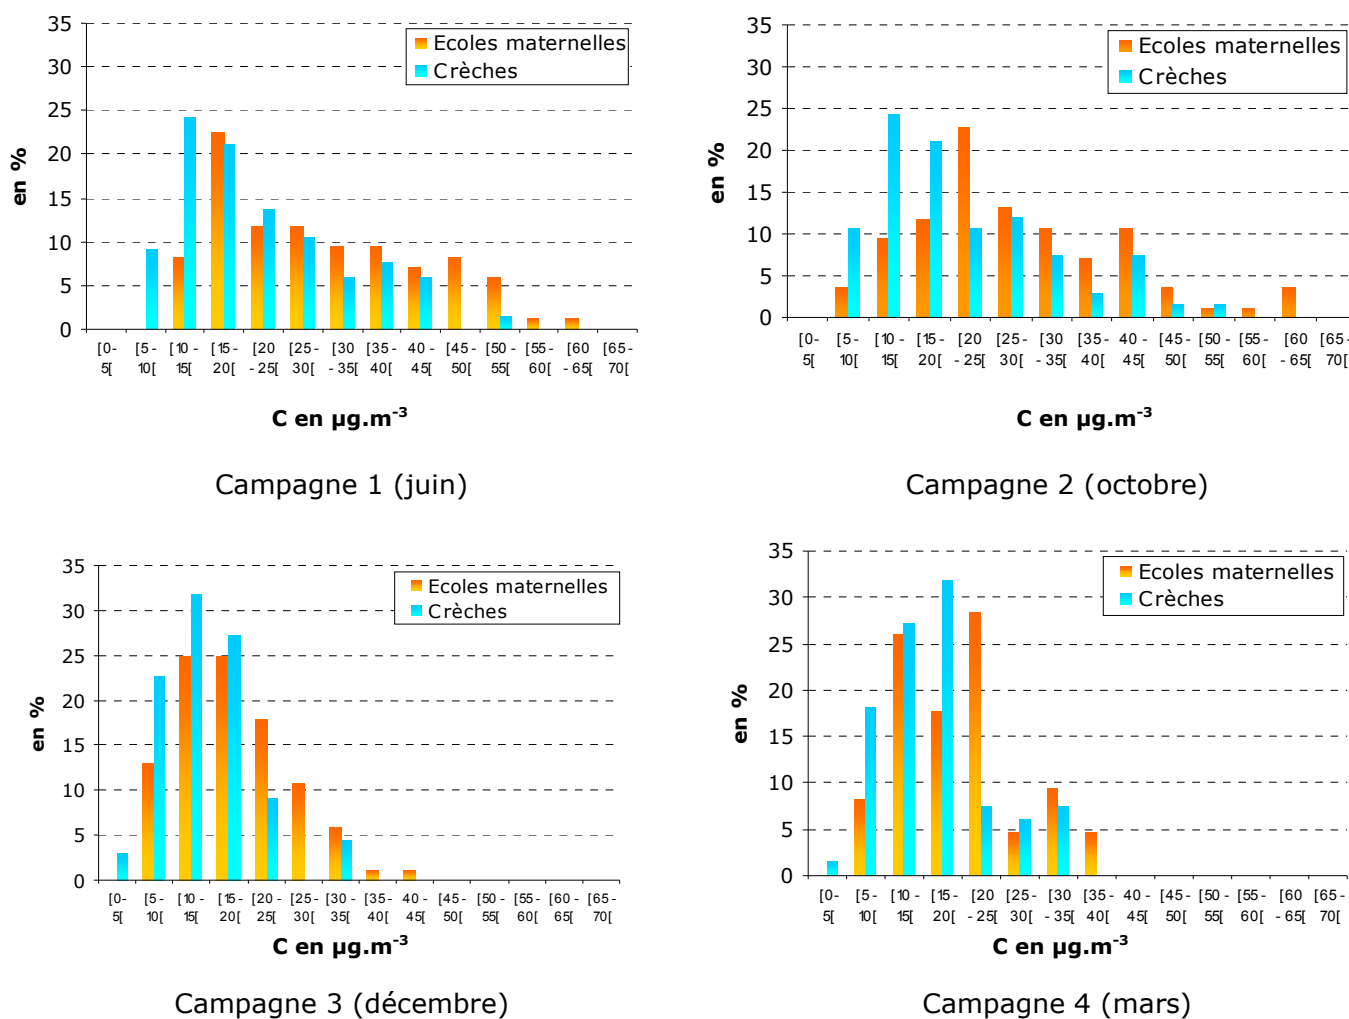 35
30
25
20
15
10
5
0
en %
Ecoles maternelles
Crèches
[0- [5- [10- [15- [20 [25- [30 [35- 40- [45- [50- [55- [60 [65-
5[ 10[ 15[ 20[ -25[ 30[ -35[ 40[ 45[ 50[ 55[ 60[ -65[ 70[
C en µg.m-3
Campagne 1 (juin)
35
30
25
20
15
10
5
0
en %
Ecoles maternelles
Crèches
[0- [5- [10- [15- [20 [25- [30 [35- 40- [45- [50- [55- [60 [65-
5[ 10[ 15[ 20[ -25[ 30[ -35[ 40[ 45[ 50[ 55[ 60[ -65[ 70[
C en µg.m-3
Campagne 2 (octobre)
35
30
25
20
15
10
5
0
en %
Ecoles maternelles
Crèches
[0- [5- [10- [15- [20- [25- [30- [35- 40- [45- [50- [55- [60- [65-
5[ 10[ 15[ 20[ 25[ 30[ 35[ 40[ 45[ 50[ 55[ 60[ 65[ 70[
C en µg.m-3
Campagne 3 (décembre)
35
30
25
20
15
10
5
0
en %
Ecoles maternelles
Crèches
[0- [5- [10- [15- [20 [25- [30 [35- 40- [45- [50- [55- [60 [65-
5[ 10[ 15[ 20[ -25[ 30[ -35[ 40[ 45[ 50[ 55[ 60[ -65[ 70[
C en µg.m-3
Campagne 4 (mars)